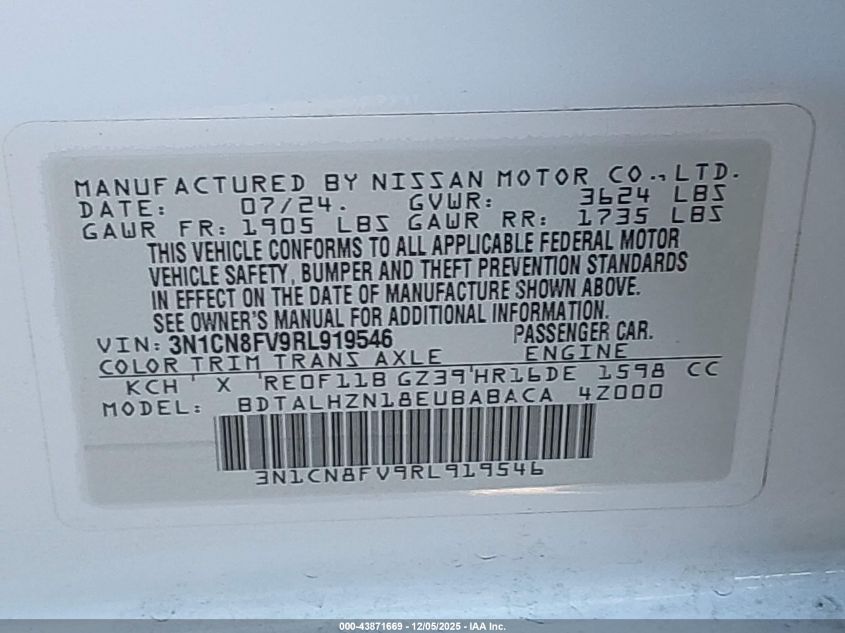 MANUFACTURED BY NISSAN MOTOR CO., LTD.
DATE: 07/24. GVWR: 3624 LBS
GAWR FR: 1905 LBS GAWR RR: 1735 LBS
THIS VEHICLE CONFORMS TO ALL APPLICABLE FEDERAL MOTOR
VEHICLE SAFETY, BUMPER AND THEFT PREVENTION STANDARDS
IN EFFECT ON THE DATE OF MANUFACTURE SHOWN ABOVE.
SEE OWNER'S MANUAL FOR ADDITIONAL INFORMATION.
VIN: 3N1CN8FV9RL919546 PASSENGER CAR.
COLOR TRIM TRANS AXLE ENGINE
KCH X RE0F11B GZ39 HR16DE 1598 CC
MODEL: BDTALHZN18EUBABACA 4Z000
3N1CN8FV9RL919546
000-43871669 - 12/05/2025 - IAA Inc.